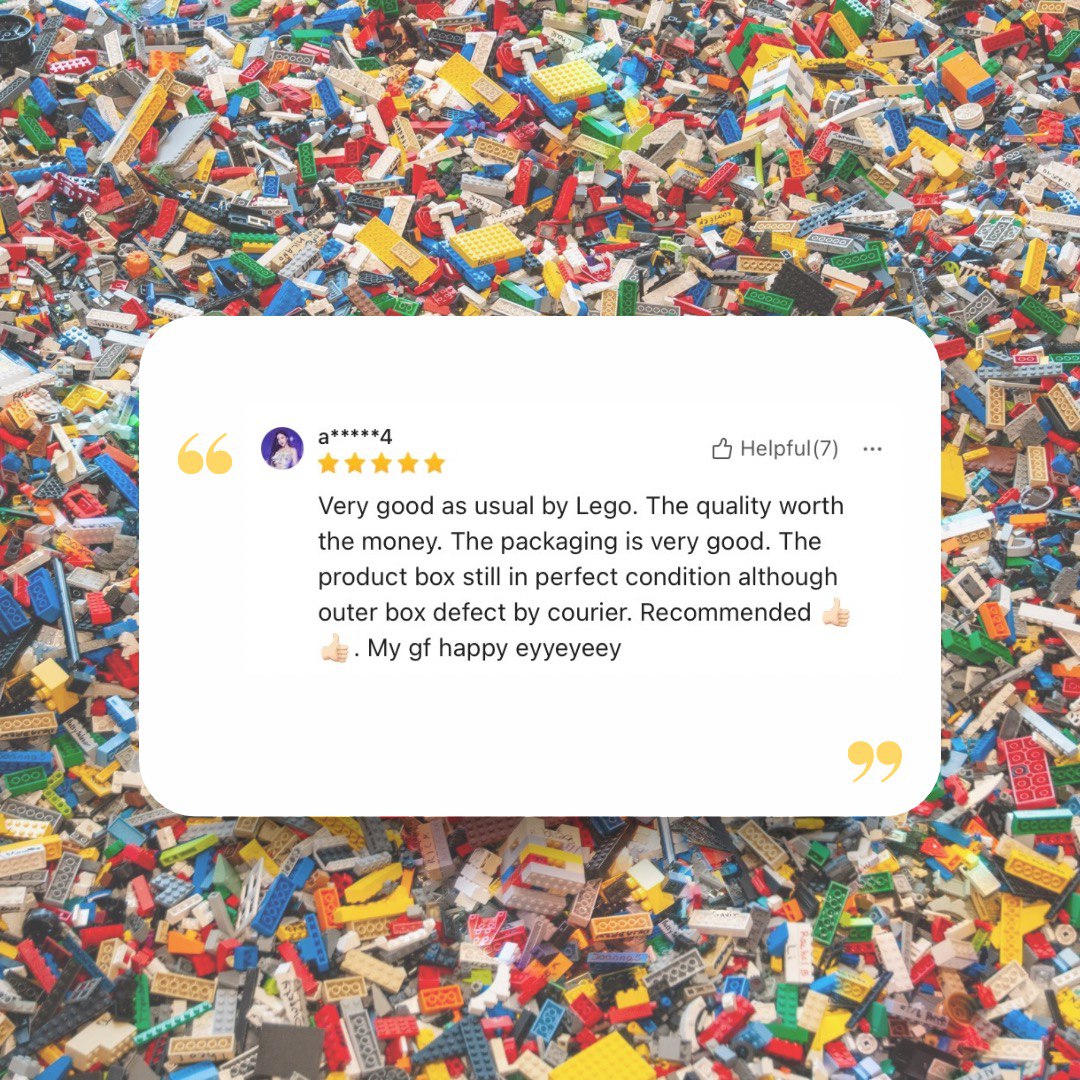 “
a*****4
Helpful(7) ...
Very good as usual by Lego. The quality worth
the money. The packaging is very good. The
product box still in perfect condition although
outer box defect by courier. Recommended 👍🏻
👍🏻. My gf happy eyyeyeey
”